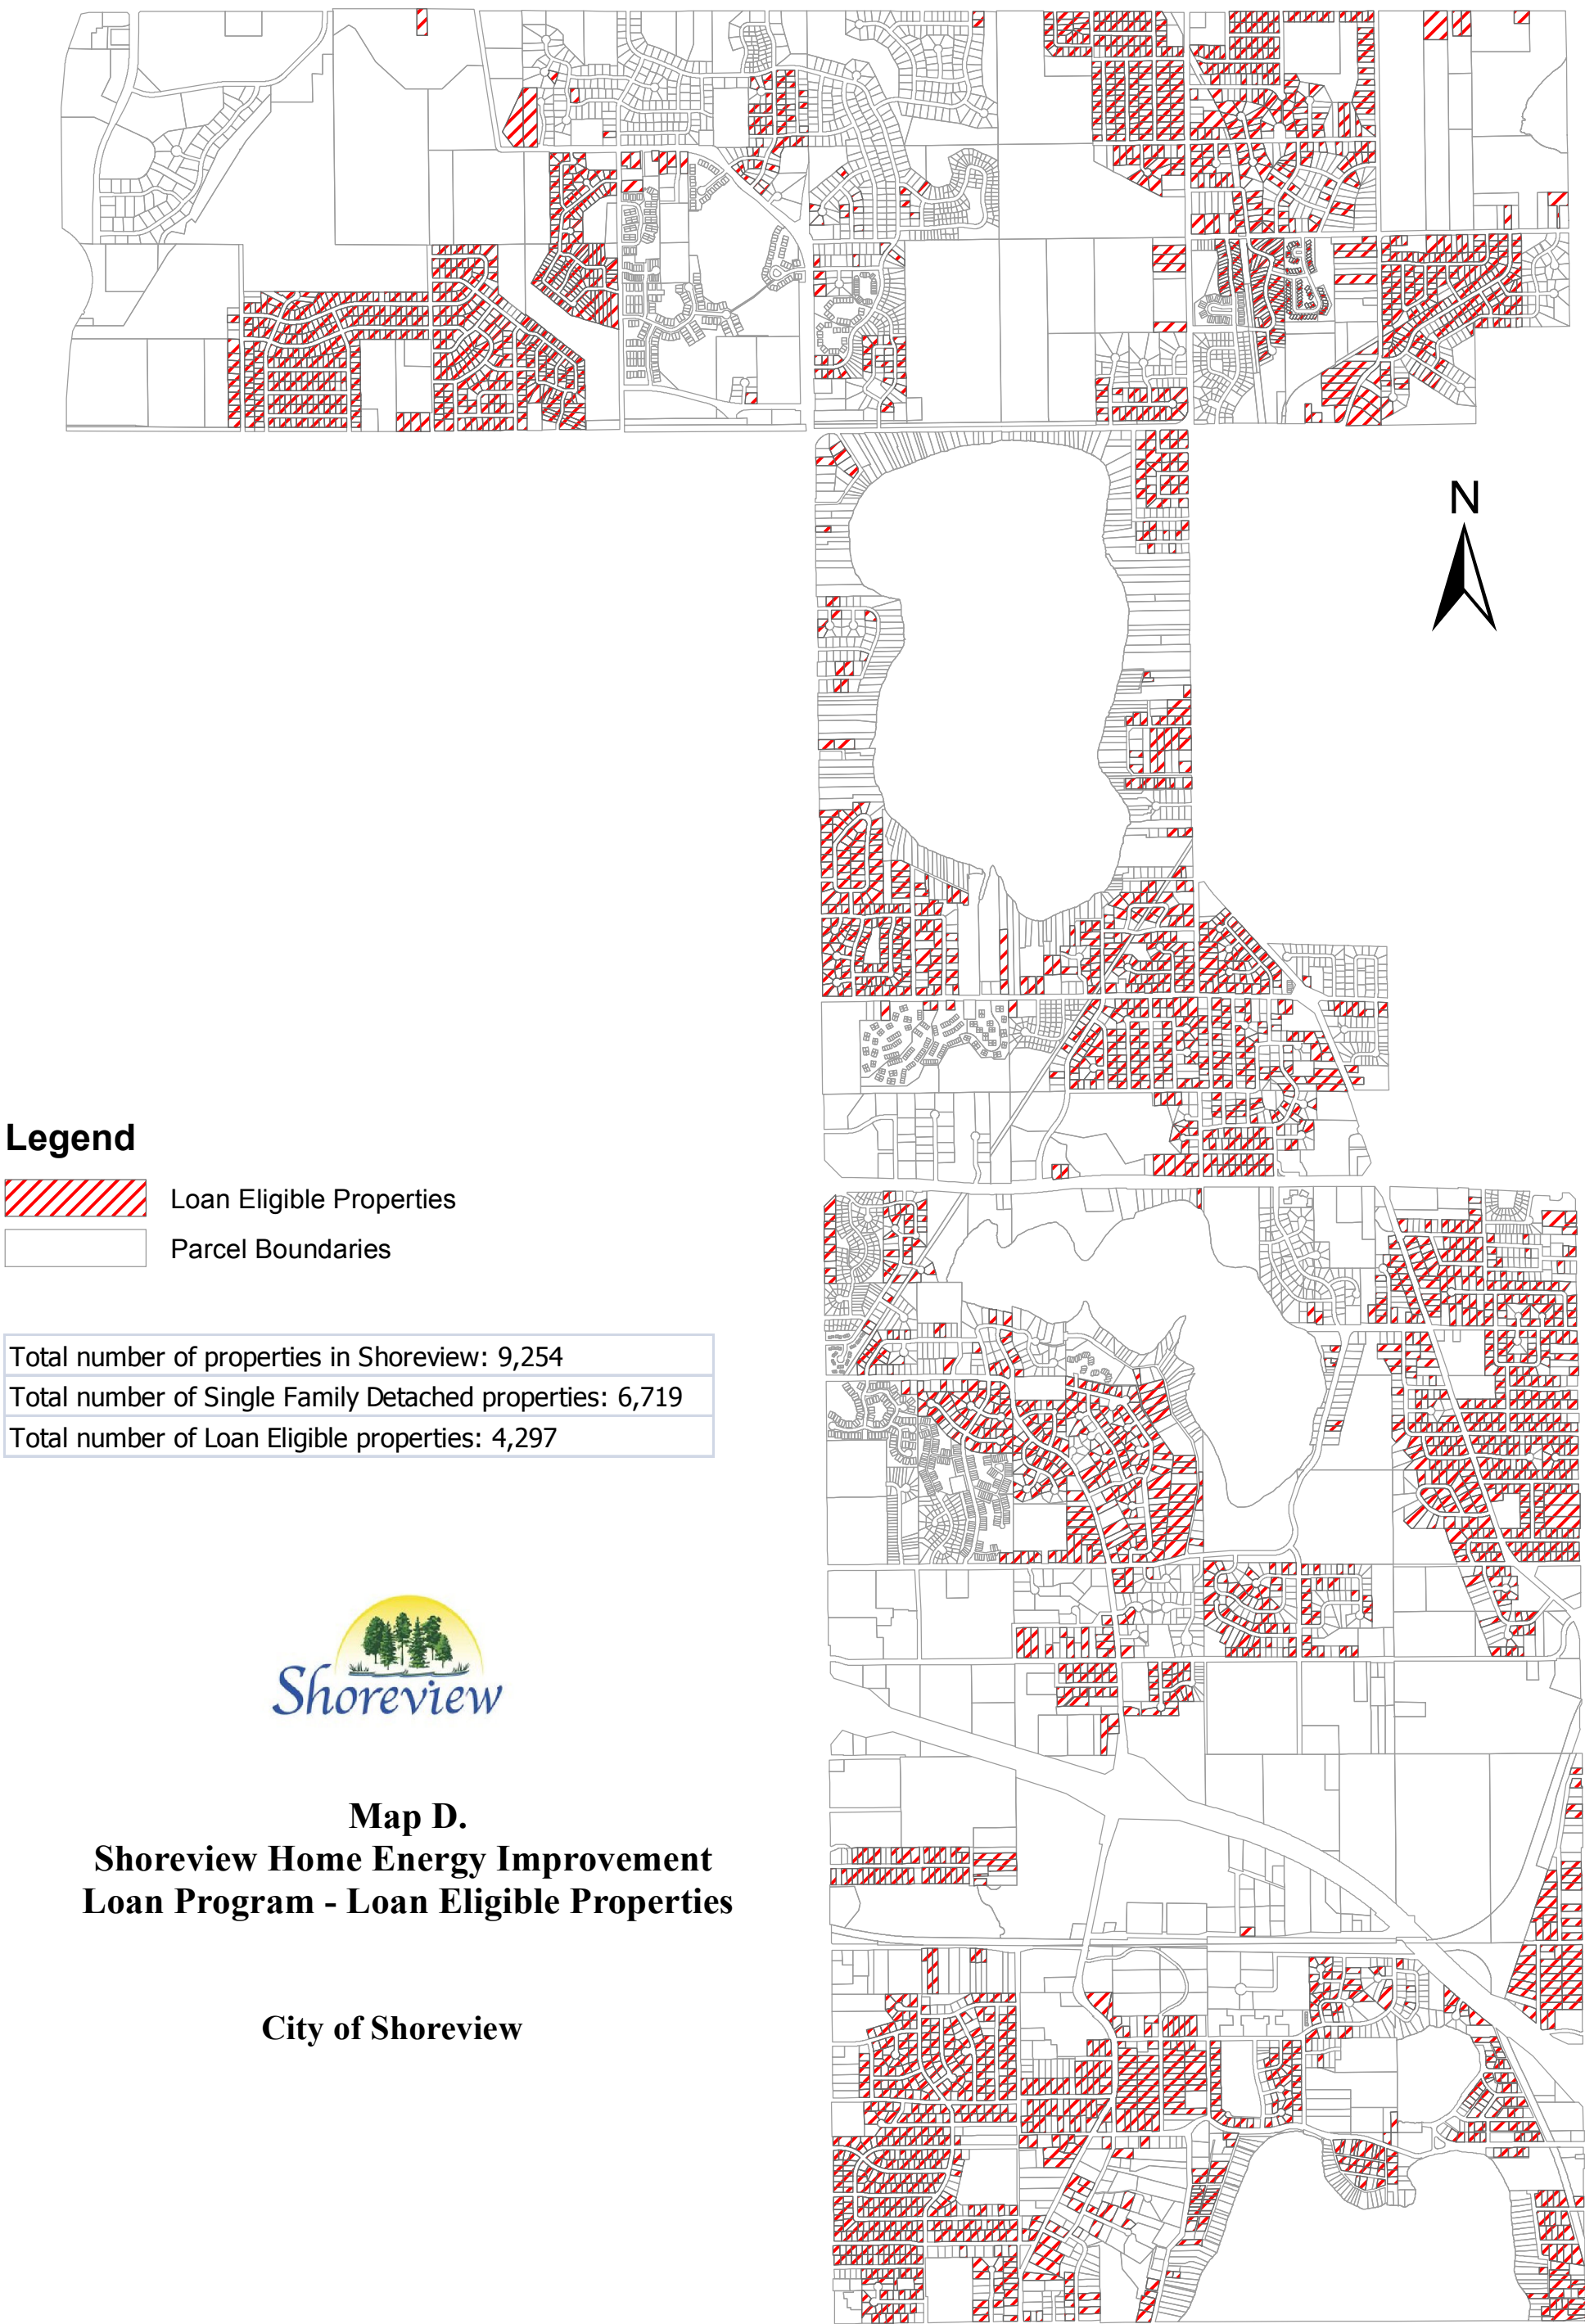 N
Legend
Loan Eligible Properties
Parcel Boundaries
Total number of properties in Shoreview: 9,254
Total number of Single Family Detached properties: 6,719
Total number of Loan Eligible properties: 4,297
Shoreview
Map D.
Shoreview Home Energy Improvement
Loan Program - Loan Eligible Properties
City of Shoreview